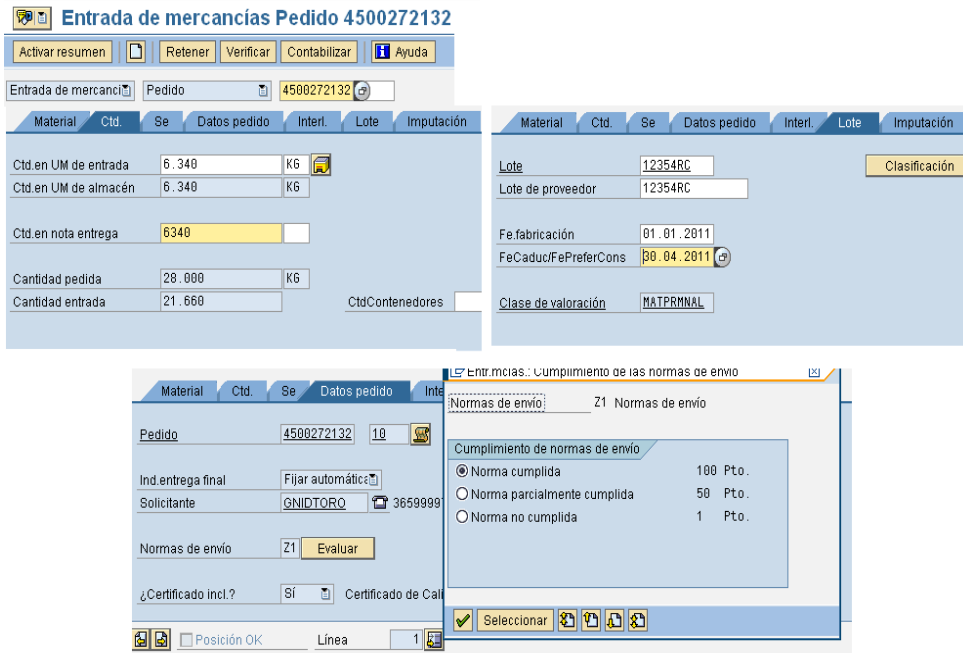 Entrada de mercancías Pedido 4500272132
Activar resumen Retener Verificar Contabilizar Ayuda
Entrada de mercancí Pedido 4500272132
Material Ctd. Se Datos pedido Interl. Lote Imputación
Ctd.en UM de entrada 6.340 KG
Ctd.en UM de almacén 6.340 KG
Ctd.en nota entrega 6340
Cantidad pedida 28.000 KG
Cantidad entrada 21.660 CtdContenedores
Material Ctd. Se Datos pedido Interl. Lote Imputación
Lote 12354RC Clasificación
Lote de proveedor 12354RC
Fe.fabricación 01.01.2011
FeCaduc/FePreferCons 30.04.2011
Clase de valoración MATPRMNAL
Material Ctd. Se Datos pedido Inte
Pedido 4500272132 10
Ind.entrega final Fijar automática
Solicitante GNIDTORO 36599997
Normas de envío Z1 Evaluar
¿Certificado incl.? Sí Certificado de Cali
Posición OK Línea 1
Entr.mcías.: Cumplimiento de las normas de envío
Normas de envío Z1 Normas de envío
Cumplimiento de normas de envío
Norma cumplida 100 Pto.
Norma parcialmente cumplida 50 Pto.
Norma no cumplida 1 Pto.
Seleccionar